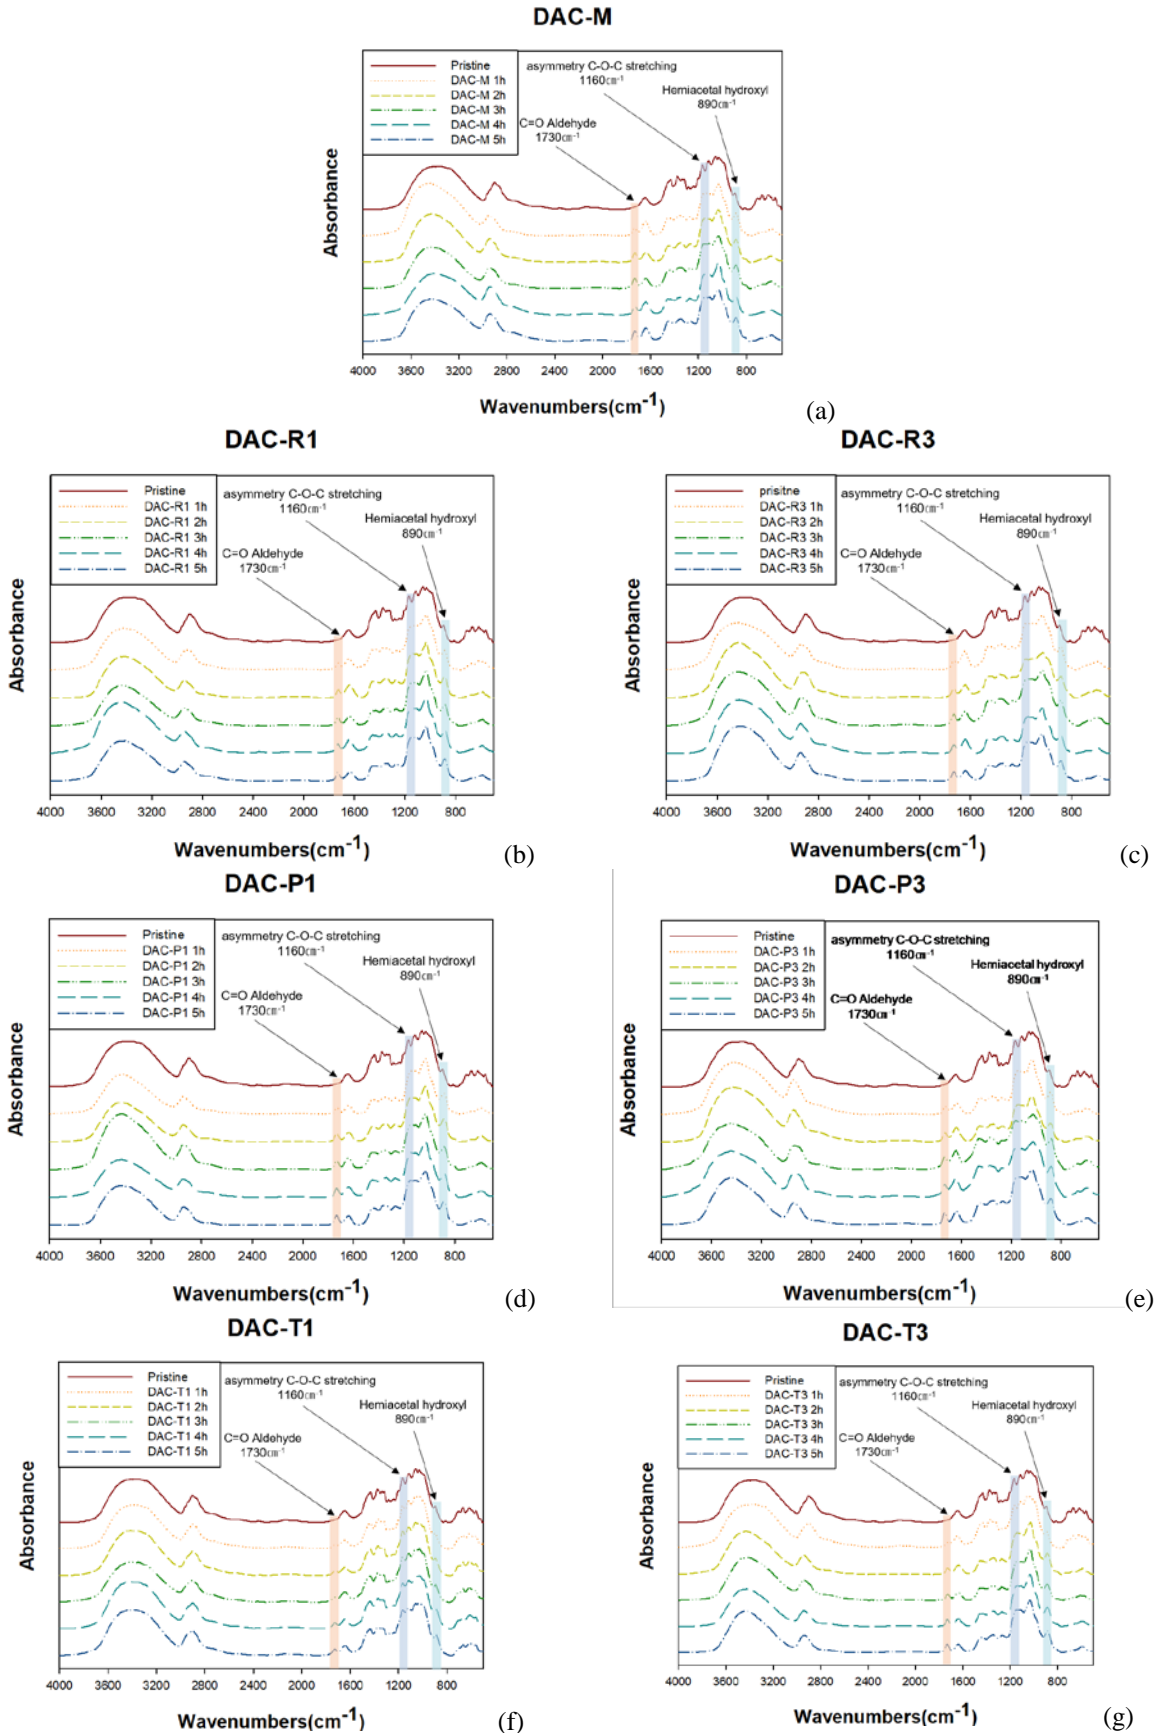 DAC-M
Pristine
DAC-M 1h
DAC-M 2h
DAC-M 3h
DAC-M 4h
DAC-M 5h
asymmetry C-O-C stretching
1160cm⁻¹
Hemiacetal hydroxyl
890cm⁻¹
C=O Aldehyde
1730cm⁻¹
Absorbance
4000 3600 3200 2800 2400 2000 1600 1200 800
Wavenumbers(cm⁻¹)
(a)
DAC-R1
Pristine
DAC-R1 1h
DAC-R1 2h
DAC-R1 3h
DAC-R1 4h
DAC-R1 5h
asymmetry C-O-C stretching
1160cm⁻¹
Hemiacetal hydroxyl
890cm⁻¹
C=O Aldehyde
1730cm⁻¹
Absorbance
4000 3600 3200 2800 2400 2000 1600 1200 800
Wavenumbers(cm⁻¹)
(b)
DAC-R3
prisitne
DAC-R3 1h
DAC-R3 2h
DAC-R3 3h
DAC-R3 4h
DAC-R3 5h
asymmetry C-O-C stretching
1160cm⁻¹
Hemiacetal hydroxyl
890cm⁻¹
C=O Aldehyde
1730cm⁻¹
Absorbance
4000 3600 3200 2800 2400 2000 1600 1200 800
Wavenumbers(cm⁻¹)
(c)
DAC-P1
Pristine
DAC-P1 1h
DAC-P1 2h
DAC-P1 3h
DAC-P1 4h
DAC-P1 5h
asymmetry C-O-C stretching
1160cm⁻¹
Hemiacetal hydroxyl
890cm⁻¹
C=O Aldehyde
1730cm⁻¹
Absorbance
4000 3600 3200 2800 2400 2000 1600 1200 800
Wavenumbers(cm⁻¹)
(d)
DAC-P3
Pristine
DAC-P3 1h
DAC-P3 2h
DAC-P3 3h
DAC-P3 4h
DAC-P3 5h
asymmetry C-O-C stretching
1160cm⁻¹
Hemiacetal hydroxyl
890cm⁻¹
C=O Aldehyde
1730cm⁻¹
Absorbance
4000 3600 3200 2800 2400 2000 1600 1200 800
Wavenumbers(cm⁻¹)
(e)
DAC-T1
Pristine
DAC-T1 1h
DAC-T1 2h
DAC-T1 3h
DAC-T1 4h
DAC-T1 5h
asymmetry C-O-C stretching
1160cm⁻¹
Hemiacetal hydroxyl
890cm⁻¹
C=O Aldehyde
1730cm⁻¹
Absorbance
4000 3600 3200 2800 2400 2000 1600 1200 800
Wavenumbers(cm⁻¹)
(f)
DAC-T3
Pristine
DAC-T3 1h
DAC-T3 2h
DAC-T3 3h
DAC-T3 4h
DAC-T3 5h
asymmetry C-O-C stretching
1160cm⁻¹
Hemiacetal hydroxyl
890cm⁻¹
C=O Aldehyde
1730cm⁻¹
Absorbance
4000 3600 3200 2800 2400 2000 1600 1200 800
Wavenumbers(cm⁻¹)
(g)